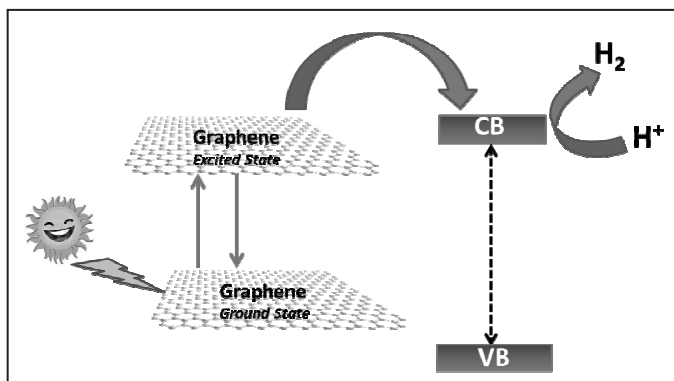 H₂
Graphene
Excited State
CB
H⁺
Graphene
Ground State
VB